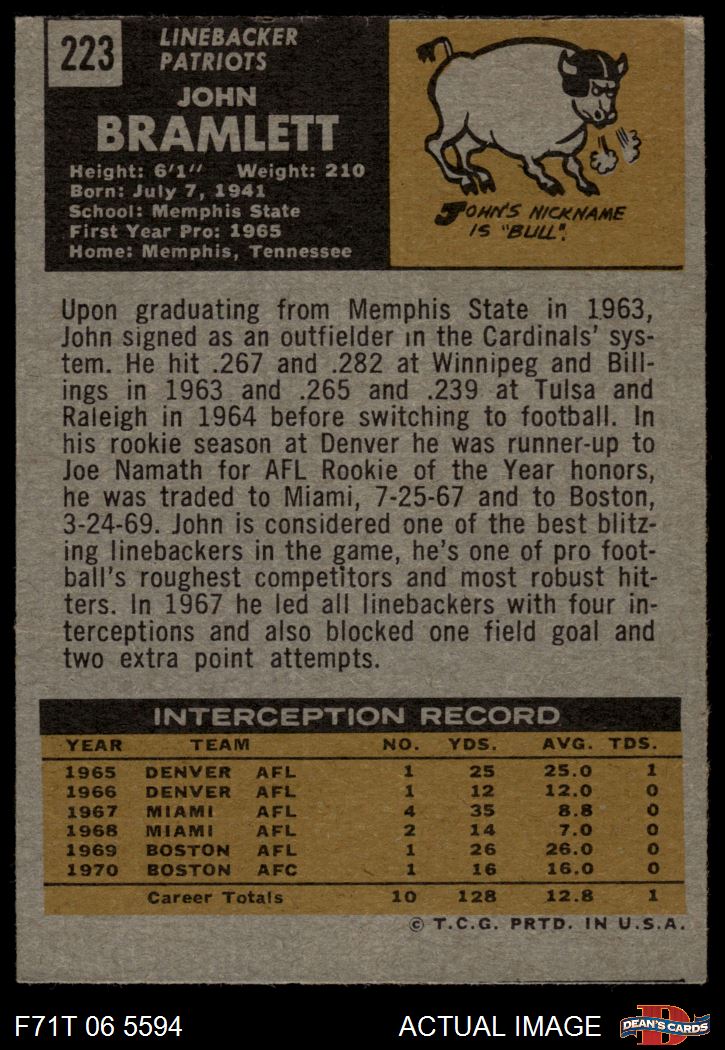 223
LINEBACKER
PATRIOTS
JOHN
BRAMLETT
Height: 6'1" Weight: 210
Born: July 7, 1941
School: Memphis State
First Year Pro: 1965
Home: Memphis, Tennessee
JOHN'S NICKNAME
IS "BULL".
Upon graduating from Memphis State in 1963,
John signed as an outfielder in the Cardinals' sys-
tem. He hit .267 and .282 at Winnipeg and Bill-
ings in 1963 and .265 and .239 at Tulsa and
Raleigh in 1964 before switching to football. In
his rookie season at Denver he was runner-up to
Joe Namath for AFL Rookie of the Year honors,
he was traded to Miami, 7-25-67 and to Boston,
3-24-69. John is considered one of the best blitz-
ing linebackers in the game, he's one of pro foot-
ball's roughest competitors and most robust hit-
ters. In 1967 he led all linebackers with four in-
terceptions and also blocked one field goal and
two extra point attempts.
INTERCEPTION RECORD
YEAR TEAM NO. YDS. AVG. TDS.
1965 DENVER AFL 1 25 25.0 1
1966 DENVER AFL 1 12 12.0 0
1967 MIAMI AFL 4 35 8.8 0
1968 MIAMI AFL 2 14 7.0 0
1969 BOSTON AFL 1 26 26.0 0
1970 BOSTON AFC 1 16 16.0 0
Career Totals 10 128 12.8 1
© T.C.G. PRTD. IN U.S.A.
F71T 06 5594 ACTUAL IMAGE
D
DEAN'S CARDS